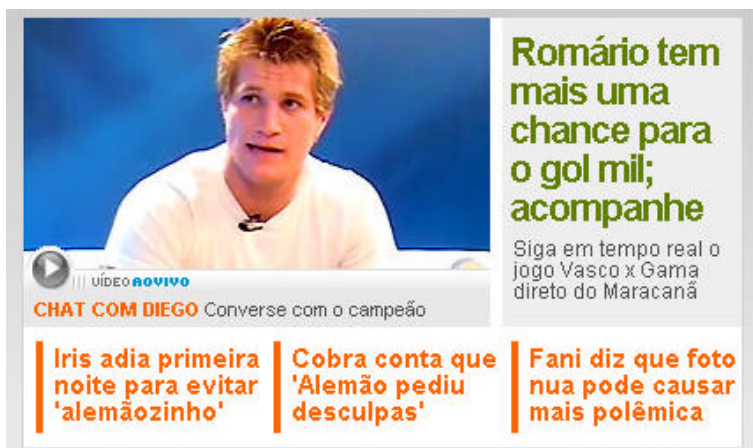 Romário tem
mais uma
chance para
o gol mil;
acompanhe
Siga em tempo real o
jogo Vasco x Gama
direto do Maracanã
VÍDEO AOVIVO
CHAT COM DIEGO Converse com o campeão
Iris adia primeira
noite para evitar
'alemãozinho'
Cobra conta que
'Alemão pediu
desculpas'
Fani diz que foto
nua pode causar
mais polêmica